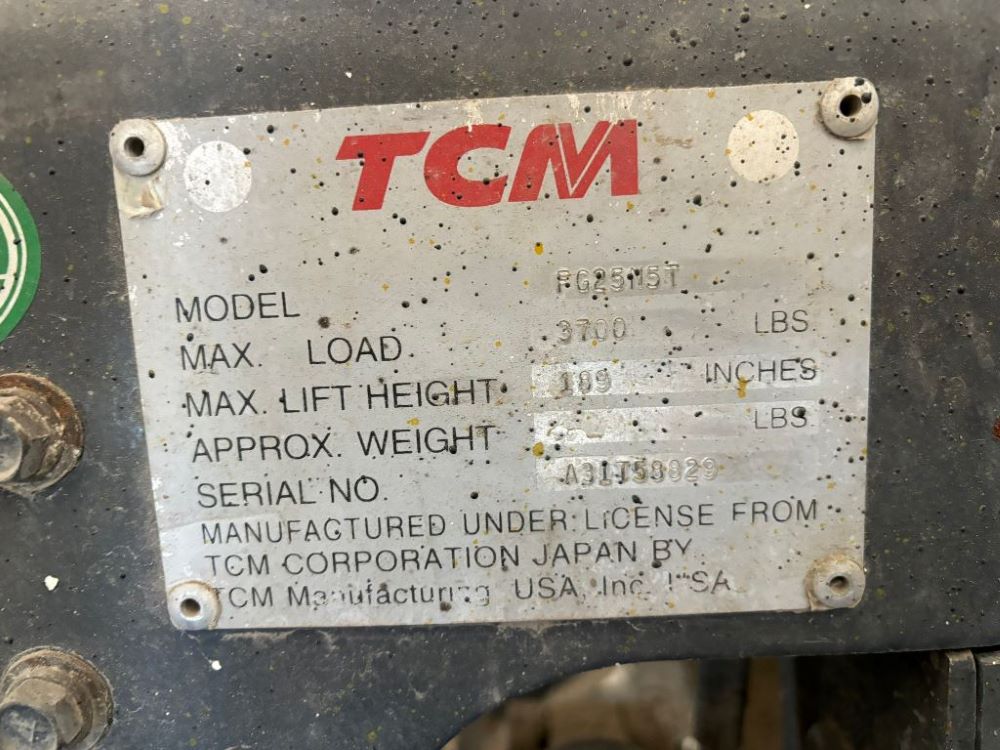 TCM
MODEL FG25N5T
MAX. LOAD. 3700 LBS.
MAX. LIFT HEIGHT 189 INCHES
APPROX. WEIGHT LBS.
SERIAL NO.
MANUFACTURED UNDER LICENSE FROM
TCM CORPORATION JAPAN BY
TCM Manufacturing USA, Inc. USA